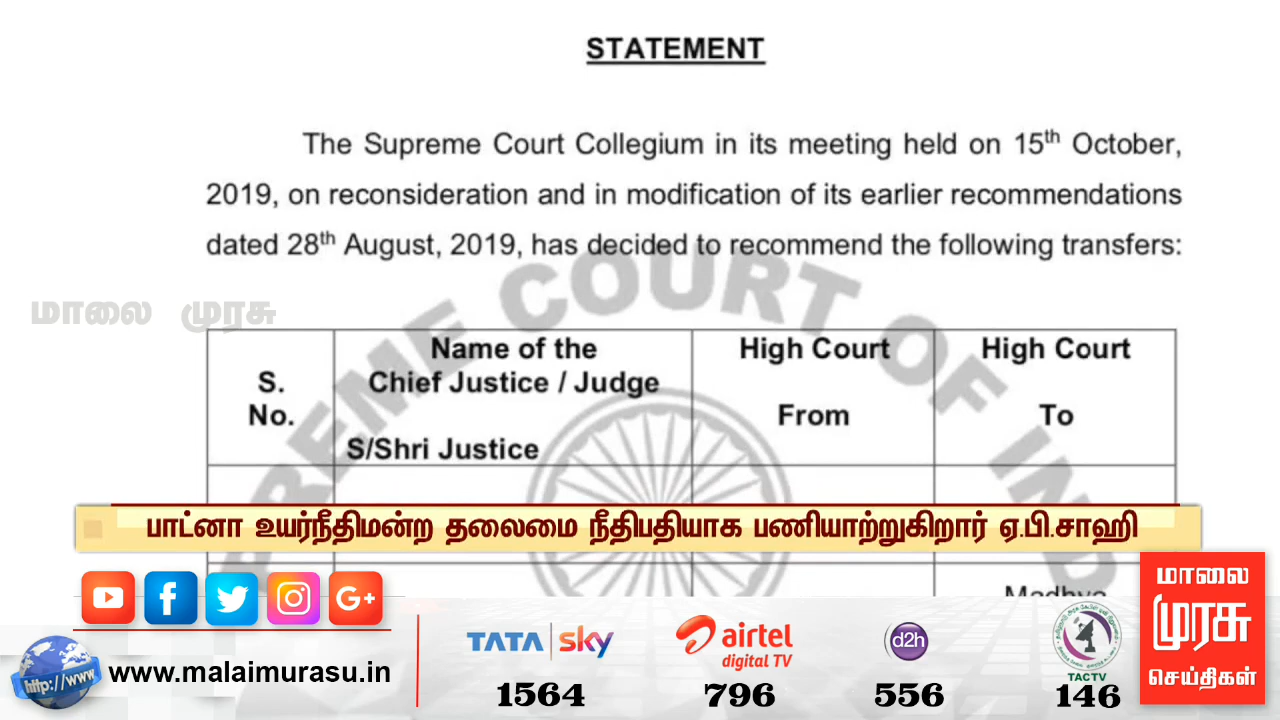 STATEMENT
The Supreme Court Collegium in its meeting held on 15th October,
2019, on reconsideration and in modification of its earlier recommendations
dated 28th August, 2019, has decided to recommend the following transfers:
மாலை முரசு
S.
No.
Name of the
Chief Justice / Judge
S/Shri Justice
High Court
From
High Court
To
பாட்னா உயர்நீதிமன்ற தலைமை நீதிபதியாக பணியாற்றுகிறார் ஏ.பி.சாஹி
Madhya
http://www
www.malaimurasu.in
TATA sky
1564
airtel
digital TV
796
d2h
556
TACTV
146
மாலை
முரசு
செய்திகள்